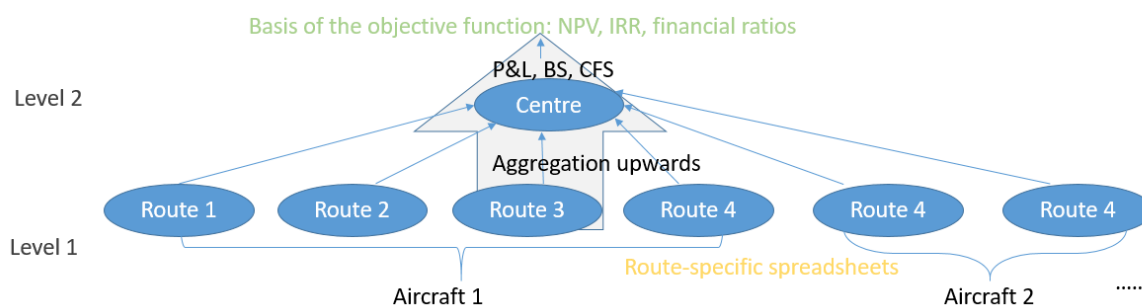 Basis of the objective function: NPV, IRR, financial ratios
P&L, BS, CFS
Level 2
Centre
Aggregation upwards
Route 1 Route 2 Route 3 Route 4 Route 4 Route 4
Level 1
Route-specific spreadsheets
Aircraft 1 Aircraft 2 .....